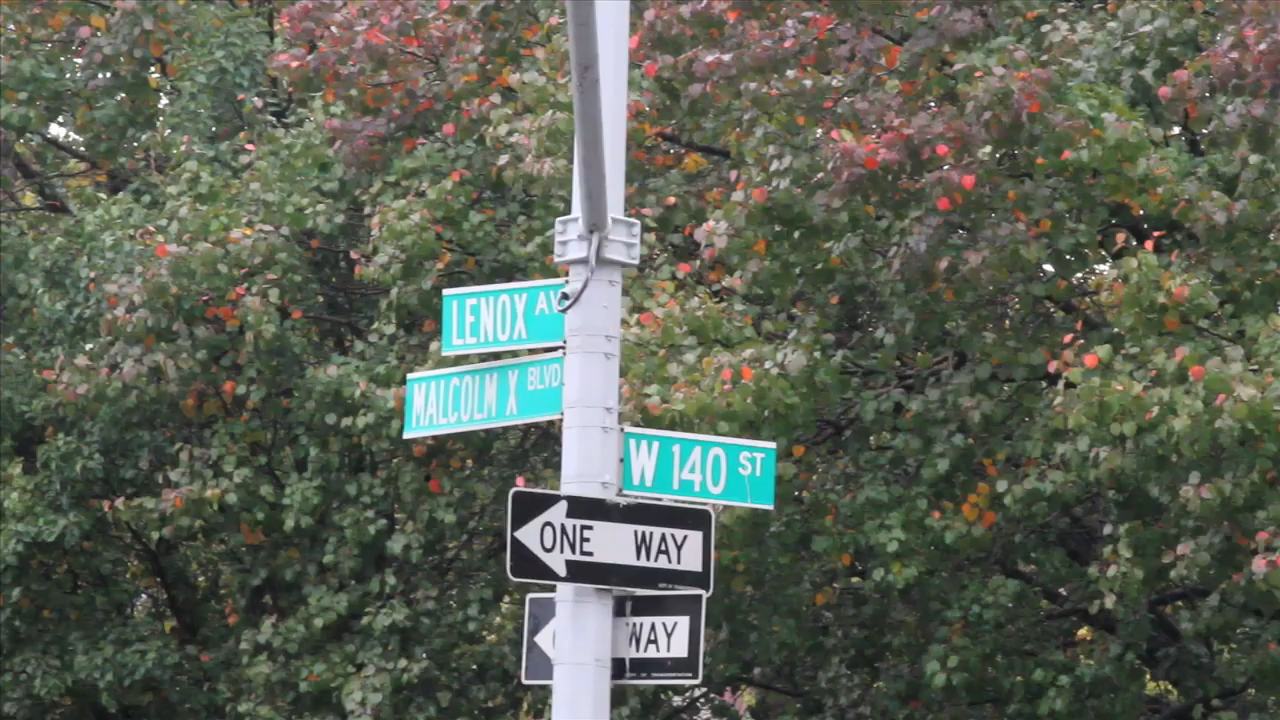 LENOX AV
MALCOLM X BLVD
W 140 ST
ONE WAY
WAY